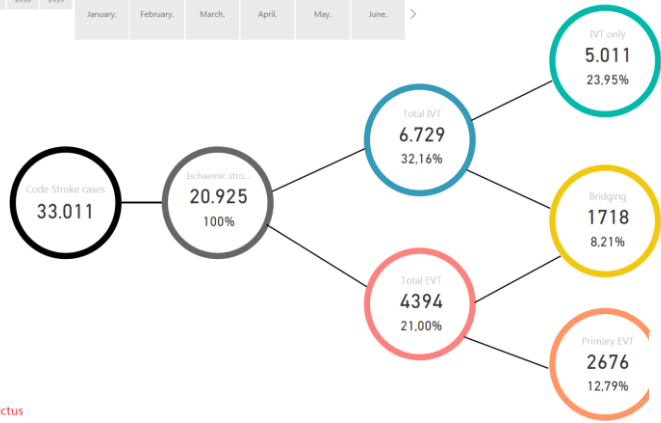 January. February. March. April. May. June.
IVT only
5.011
23,95%
Total IVT
6.729
32,16%
Code Stroke cases
33.011
Ischaemic stro...
20.925
100%
Bridging
1718
8,21%
Total EVT
4394
21,00%
Primary EVT
2676
12,79%
ctus